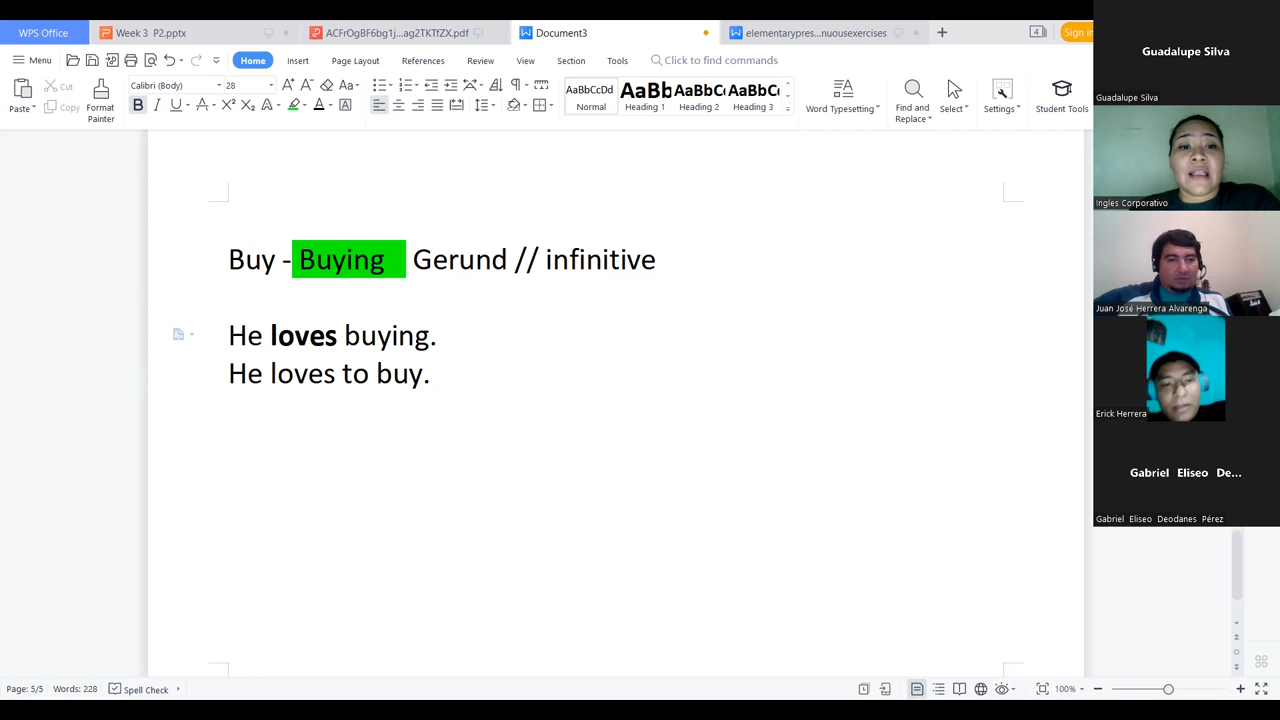 WPS Office
Week 3 P2.pptx
ACFrOgBF6bg1j...ag2TKTfZX.pdf
Document3
elementarypres...nuousexercises
4
Sign in
Menu
Home
Insert
Page Layout
References
Review
View
Section
Tools
Click to find commands
Paste
Cut
Copy
Format Painter
Calibri (Body)
28
AaBbCcDd
Normal
AaBb
Heading 1
AaBbC
Heading 2
AaBbC
Heading 3
Word Typesetting
Find and Replace
Select
Settings
Student Tools
Buy - Buying Gerund // infinitive
He loves buying.
He loves to buy.
Guadalupe Silva
Guadalupe Silva
Ingles Corporativo
Juan José Herrera Alvarenga
Erick Herrera
Gabriel Eliseo De...
Gabriel Eliseo Deodanes Pérez
Page: 5/5 Words: 228 Spell Check
100%